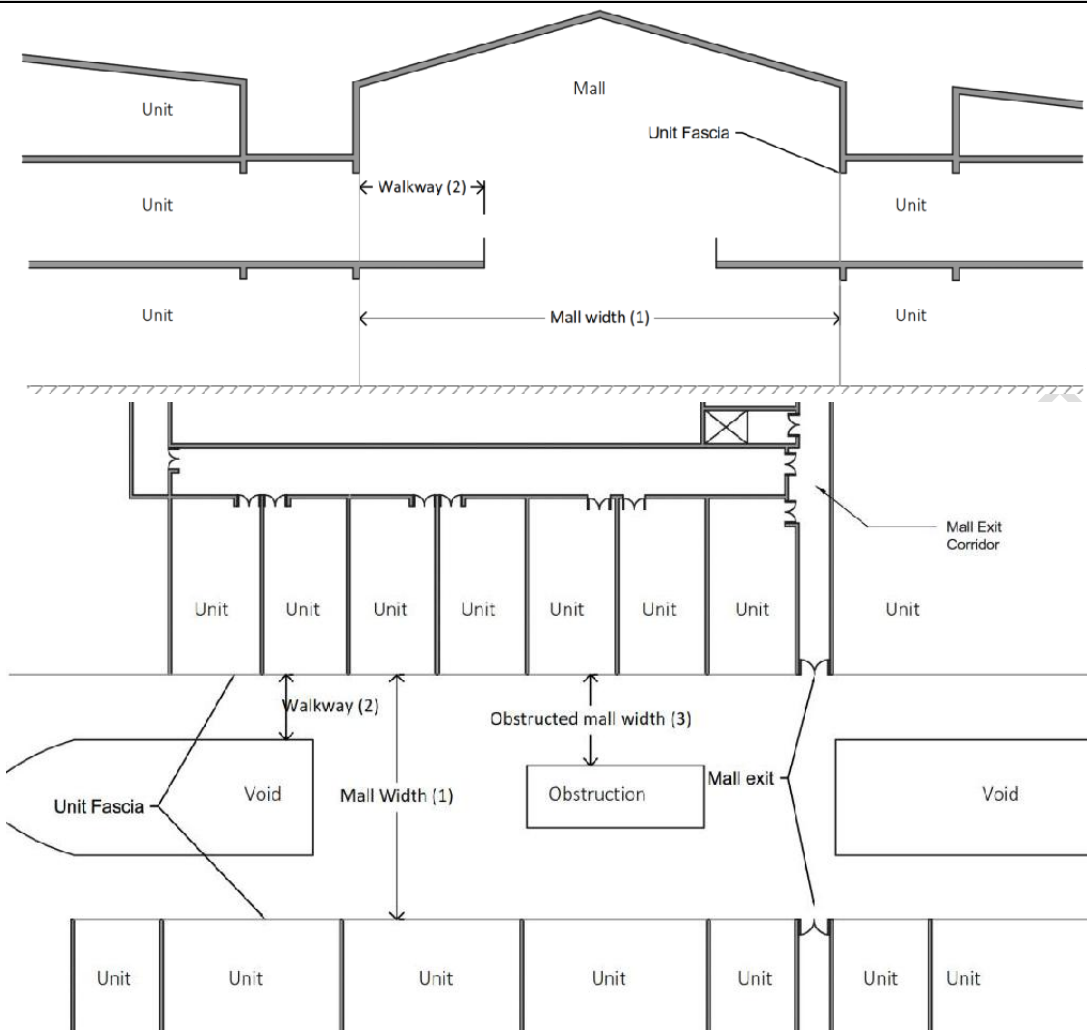 Unit
Mall
Unit Fascia
Walkway (2)
Unit
Unit
Unit
Mall width (1)
Unit
Mall Exit
Corridor
Unit
Unit
Unit
Unit
Unit
Unit
Unit
Unit
Walkway (2)
Obstructed mall width (3)
Unit Fascia
Void
Mall Width (1)
Obstruction
Mall exit
Void
Unit
Unit
Unit
Unit
Unit
Unit
Unit